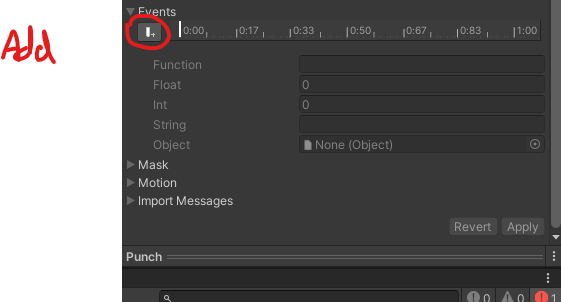 Add
Events
0:00 0:17 0:33 0:50 0:67 0:83 1:00
Function
Float 0
Int 0
String
Object None (Object)
Mask
Motion
Import Messages
Revert Apply
Punch
0 0 1